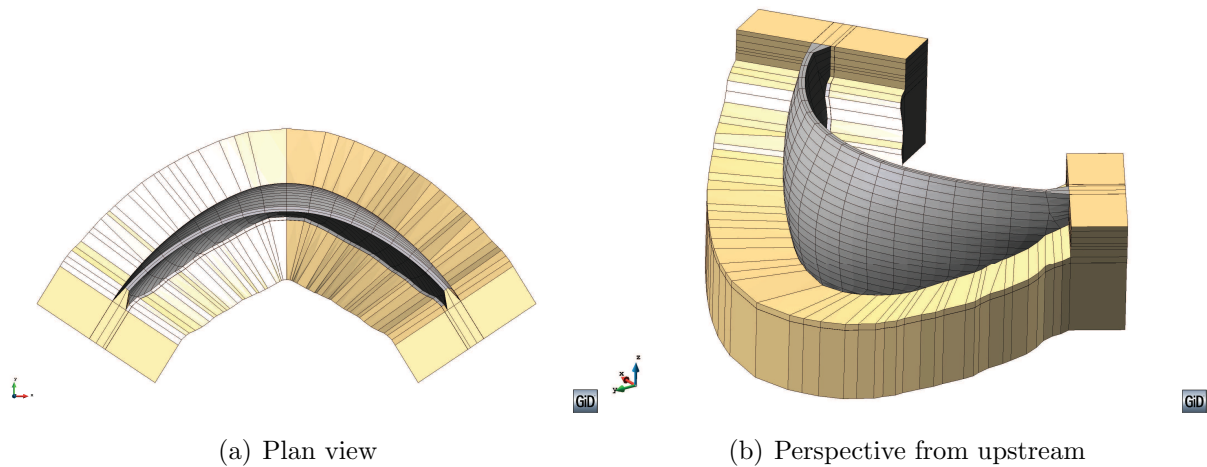 GiD
x
y
z
GiD
(a) Plan view
(b) Perspective from upstream